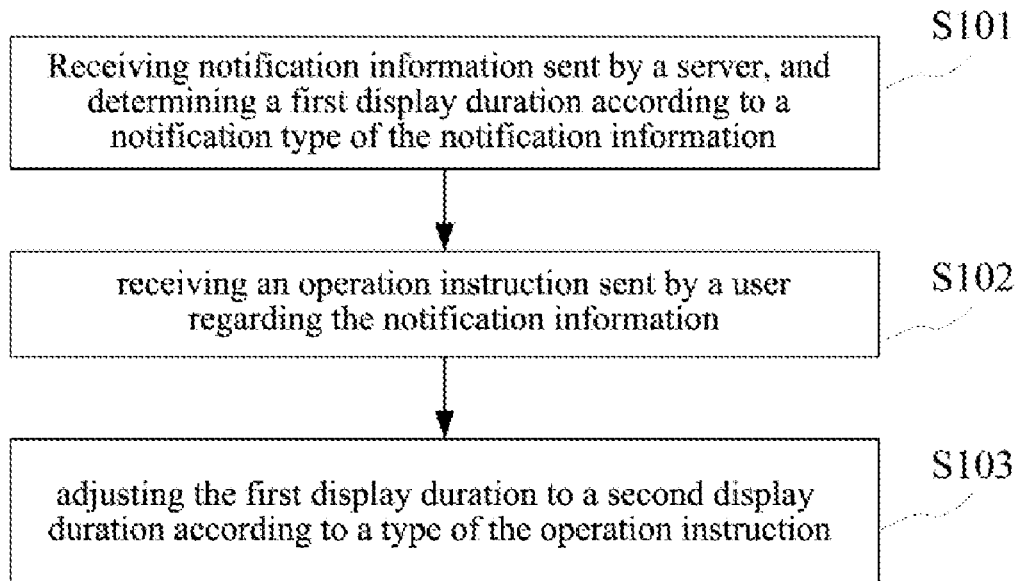 S101
Receiving notification information sent by a server, and
determining a first display duration according to a
notification type of the notification information
S102
receiving an operation instruction sent by a user
regarding the notification information
S103
adjusting the first display duration to a second display
duration according to a type of the operation instruction